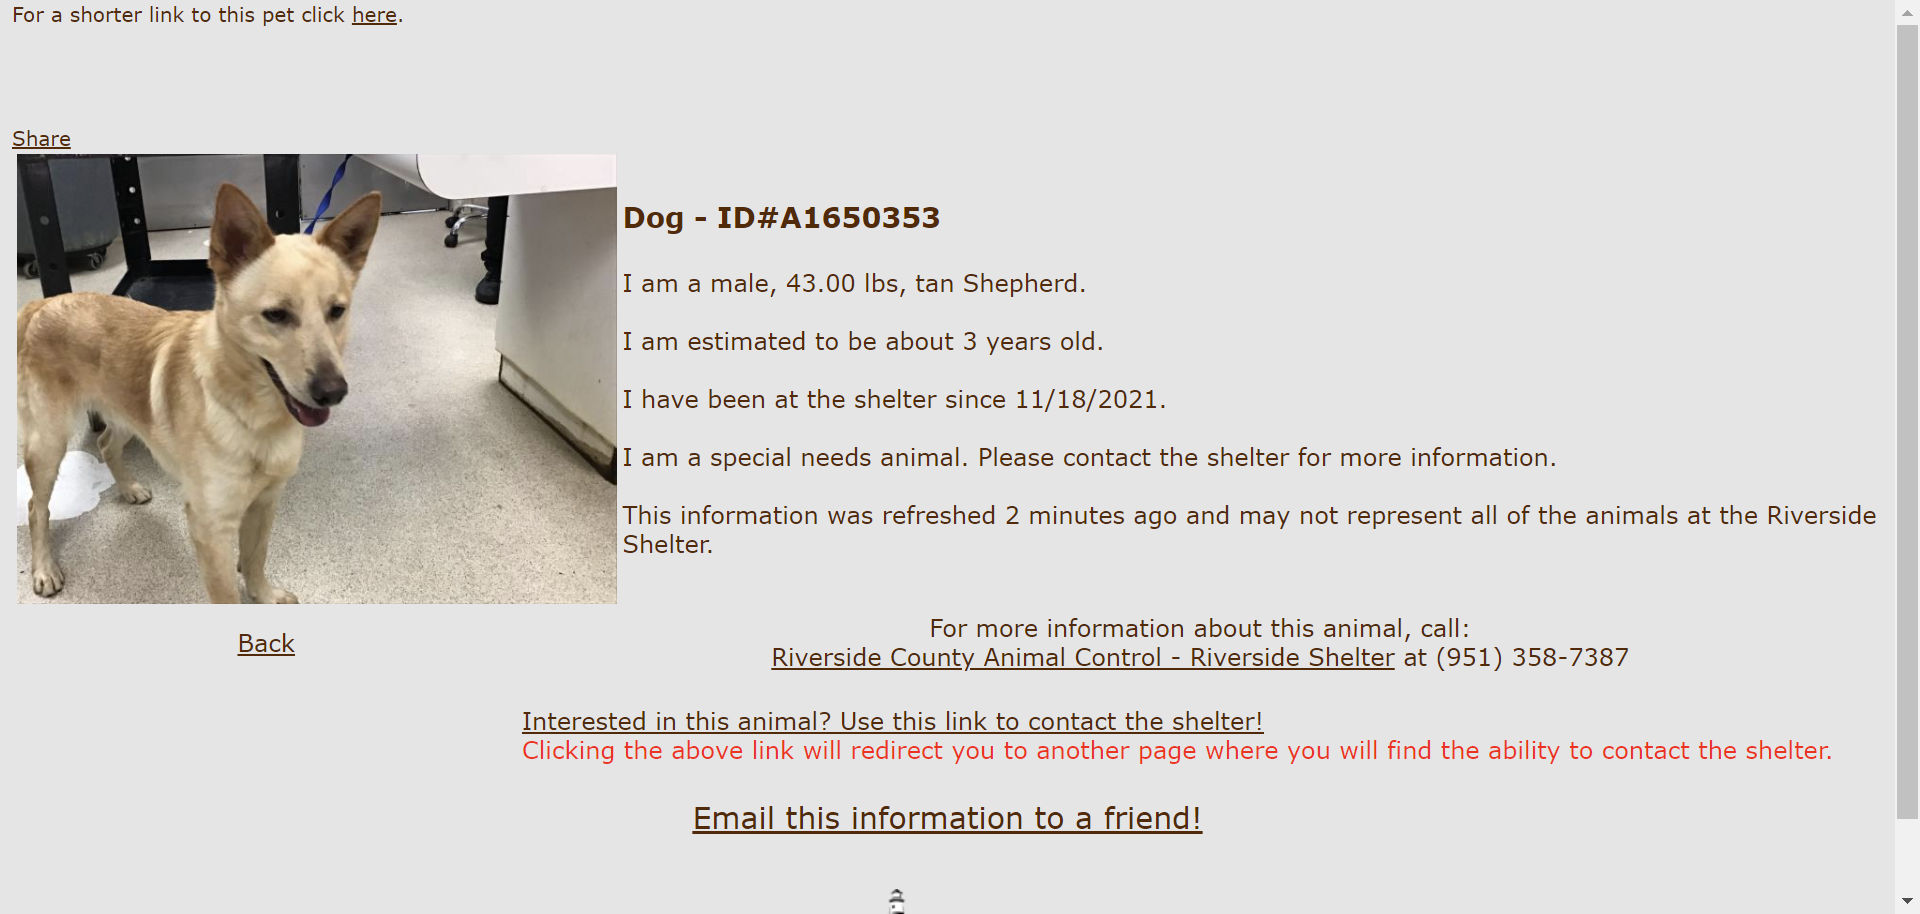 For a shorter link to this pet click here.
Share
Dog - ID#A1650353
I am a male, 43.00 lbs, tan Shepherd.
I am estimated to be about 3 years old.
I have been at the shelter since 11/18/2021.
I am a special needs animal. Please contact the shelter for more information.
This information was refreshed 2 minutes ago and may not represent all of the animals at the Riverside
Shelter.
Back
For more information about this animal, call:
Riverside County Animal Control - Riverside Shelter at (951) 358-7387
Interested in this animal? Use this link to contact the shelter!
Clicking the above link will redirect you to another page where you will find the ability to contact the shelter.
Email this information to a friend!